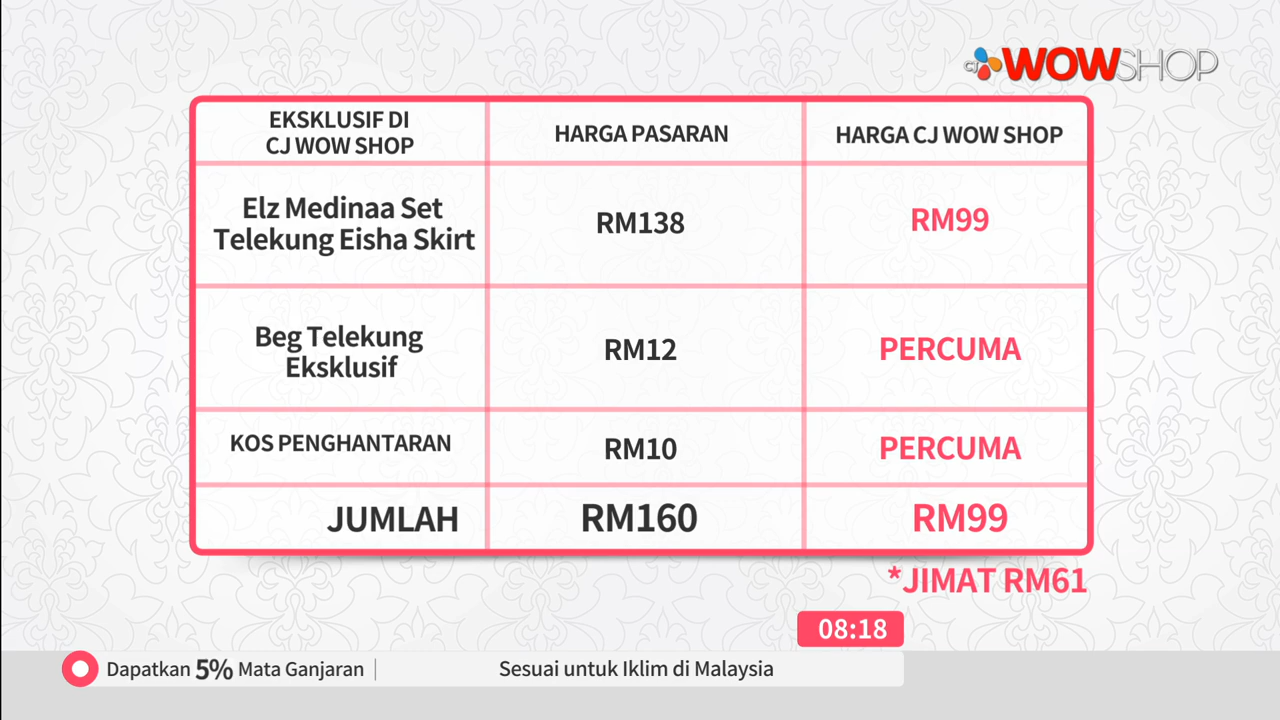 CJ WOWSHOP
EKSKLUSIF DI
CJ WOW SHOP
HARGA PASARAN
HARGA CJ WOW SHOP
Elz Medinaa Set
Telekung Eisha Skirt
RM138
RM99
Beg Telekung
Eksklusif
RM12
PERCUMA
KOS PENGHANTARAN
RM10
PERCUMA
JUMLAH
RM160
RM99
*JIMAT RM61
08:18
Dapatkan 5% Mata Ganjaran |
Sesuai untuk Iklim di Malaysia